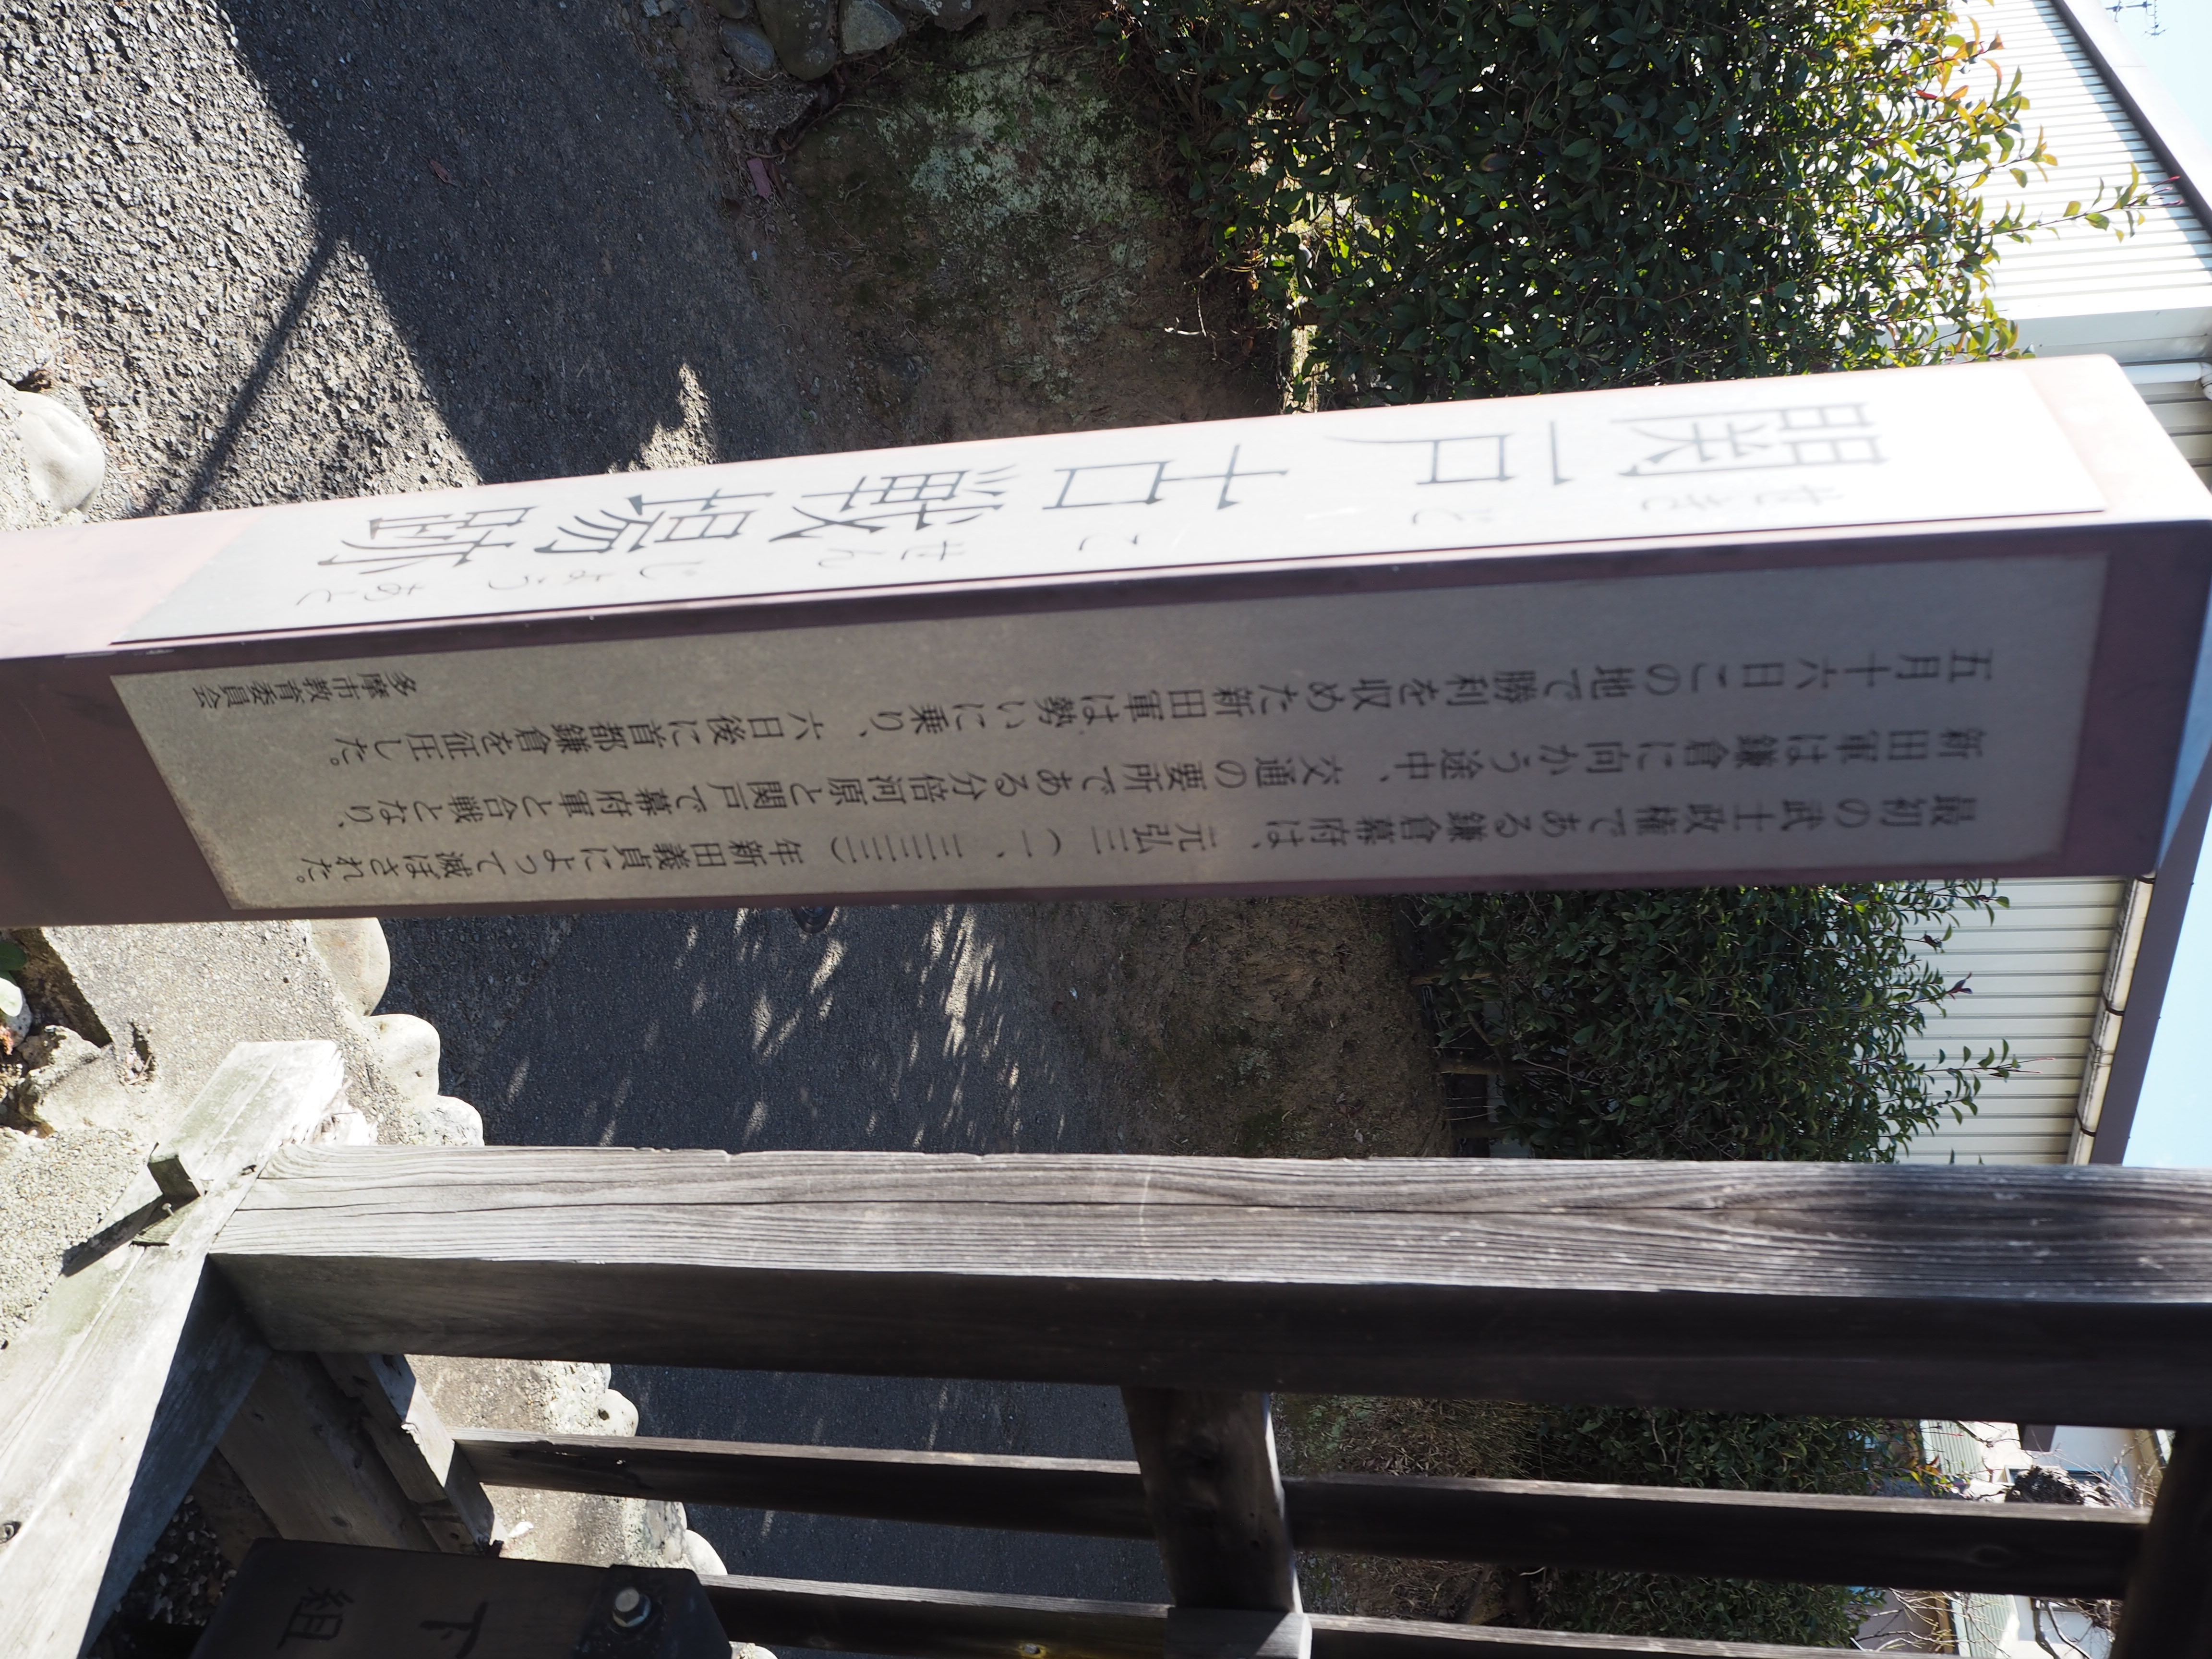 せきど こせんじょうあと
関戸古戦場跡
最初の武士政権である鎌倉幕府は、元弘三（一、三三三）年新田義貞によって滅ぼされた。
新田軍は鎌倉に向かう途中、交通の要所である分倍河原と関戸で幕府軍と合戦となり、
五月十六日この地で勝利を収めた新田軍は勢いに乗り、六日後に首都鎌倉を征圧した。
多摩市教育委員会
下組